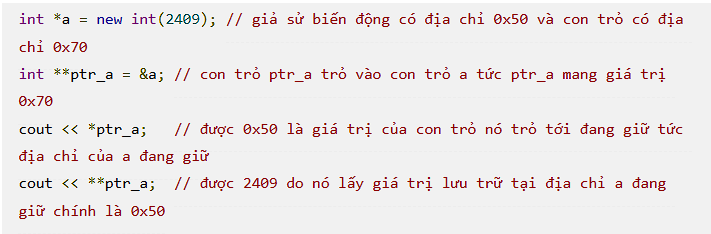 int *a = new int(2409); // giả sử biến động có địa chỉ 0x50 và con trỏ có địa
chỉ 0x70
int **ptr_a = &a; // con trỏ ptr_a trỏ vào con trỏ a tức ptr_a mang giá trị
0x70
cout << *ptr_a;   // được 0x50 là giá trị của con trỏ nó trỏ tới đang giữ tức
địa chỉ của a đang giữ
cout << **ptr_a;  // được 2409 do nó lấy giá trị lưu trữ tại địa chỉ a đang
giữ chính là 0x50